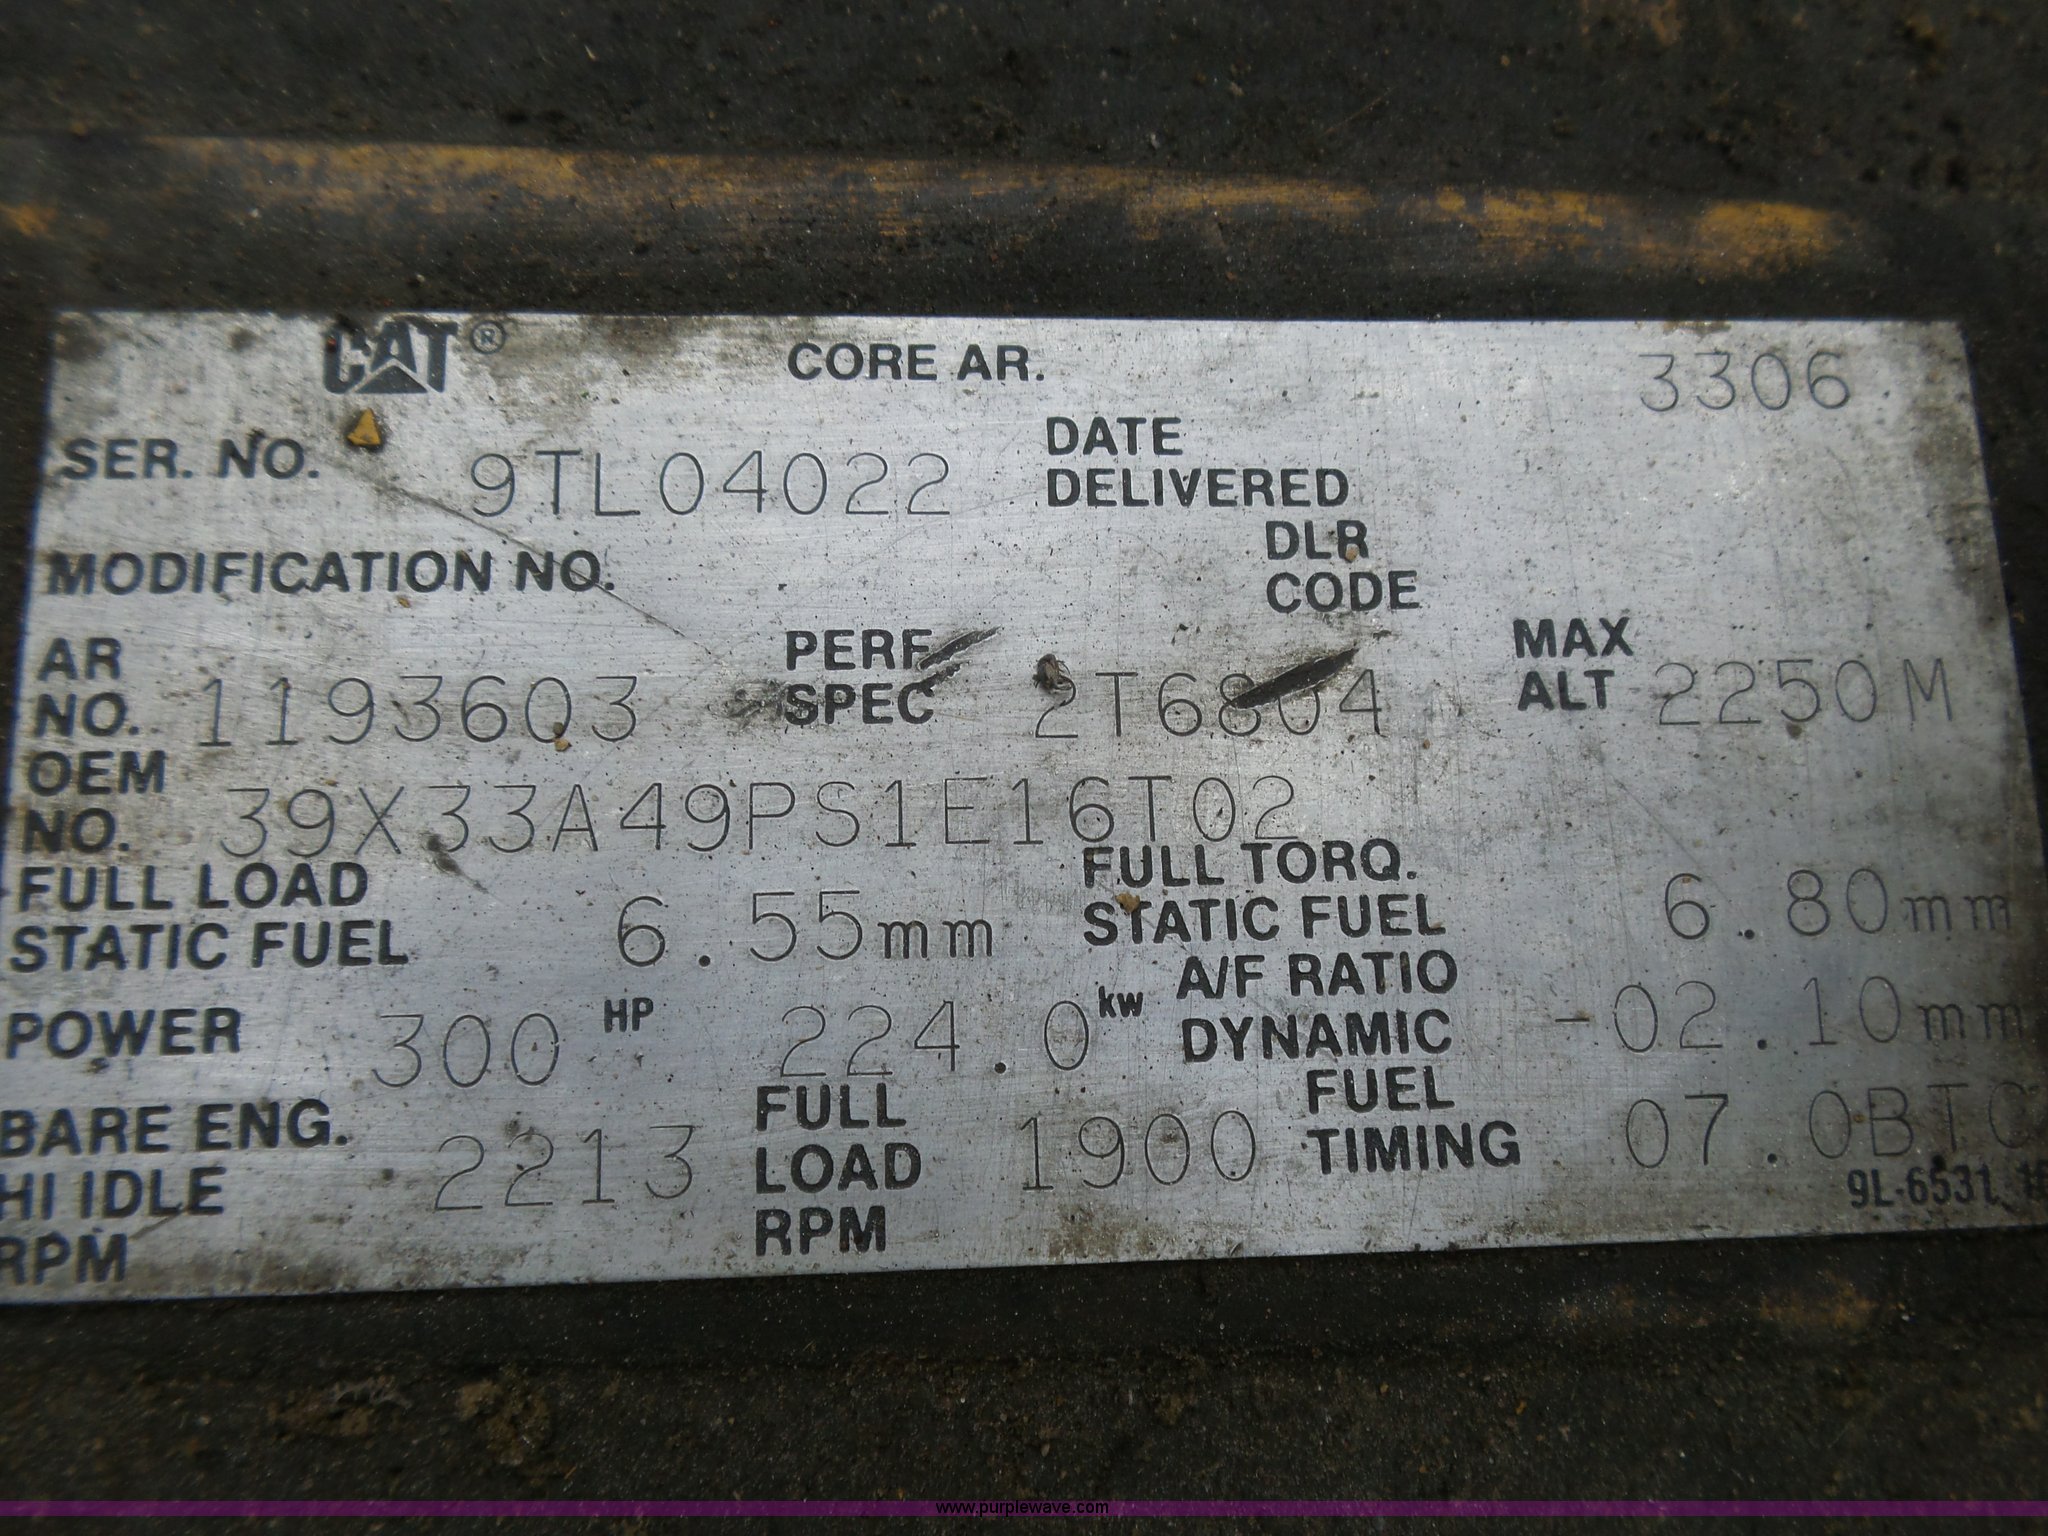 CAT® CORE AR. 3306
SER. NO. 9TL04022 DATE DELIVERED
DLR CODE
MODIFICATION NO.
AR NO. 1193603 PERF SPEC 2T6804 MAX ALT 2250M
OEM NO. 39X33A49PS1E16T02
FULL LOAD STATIC FUEL 6.55mm FULL TORQ. STATIC FUEL 6.80mm
POWER 300 HP 224.0 kw A/F RATIO DYNAMIC -02.10mm
BARE ENG. HI IDLE RPM 2213 FULL LOAD RPM 1900 FUEL TIMING 07.0BTC
9L-6531
www.purplewave.com